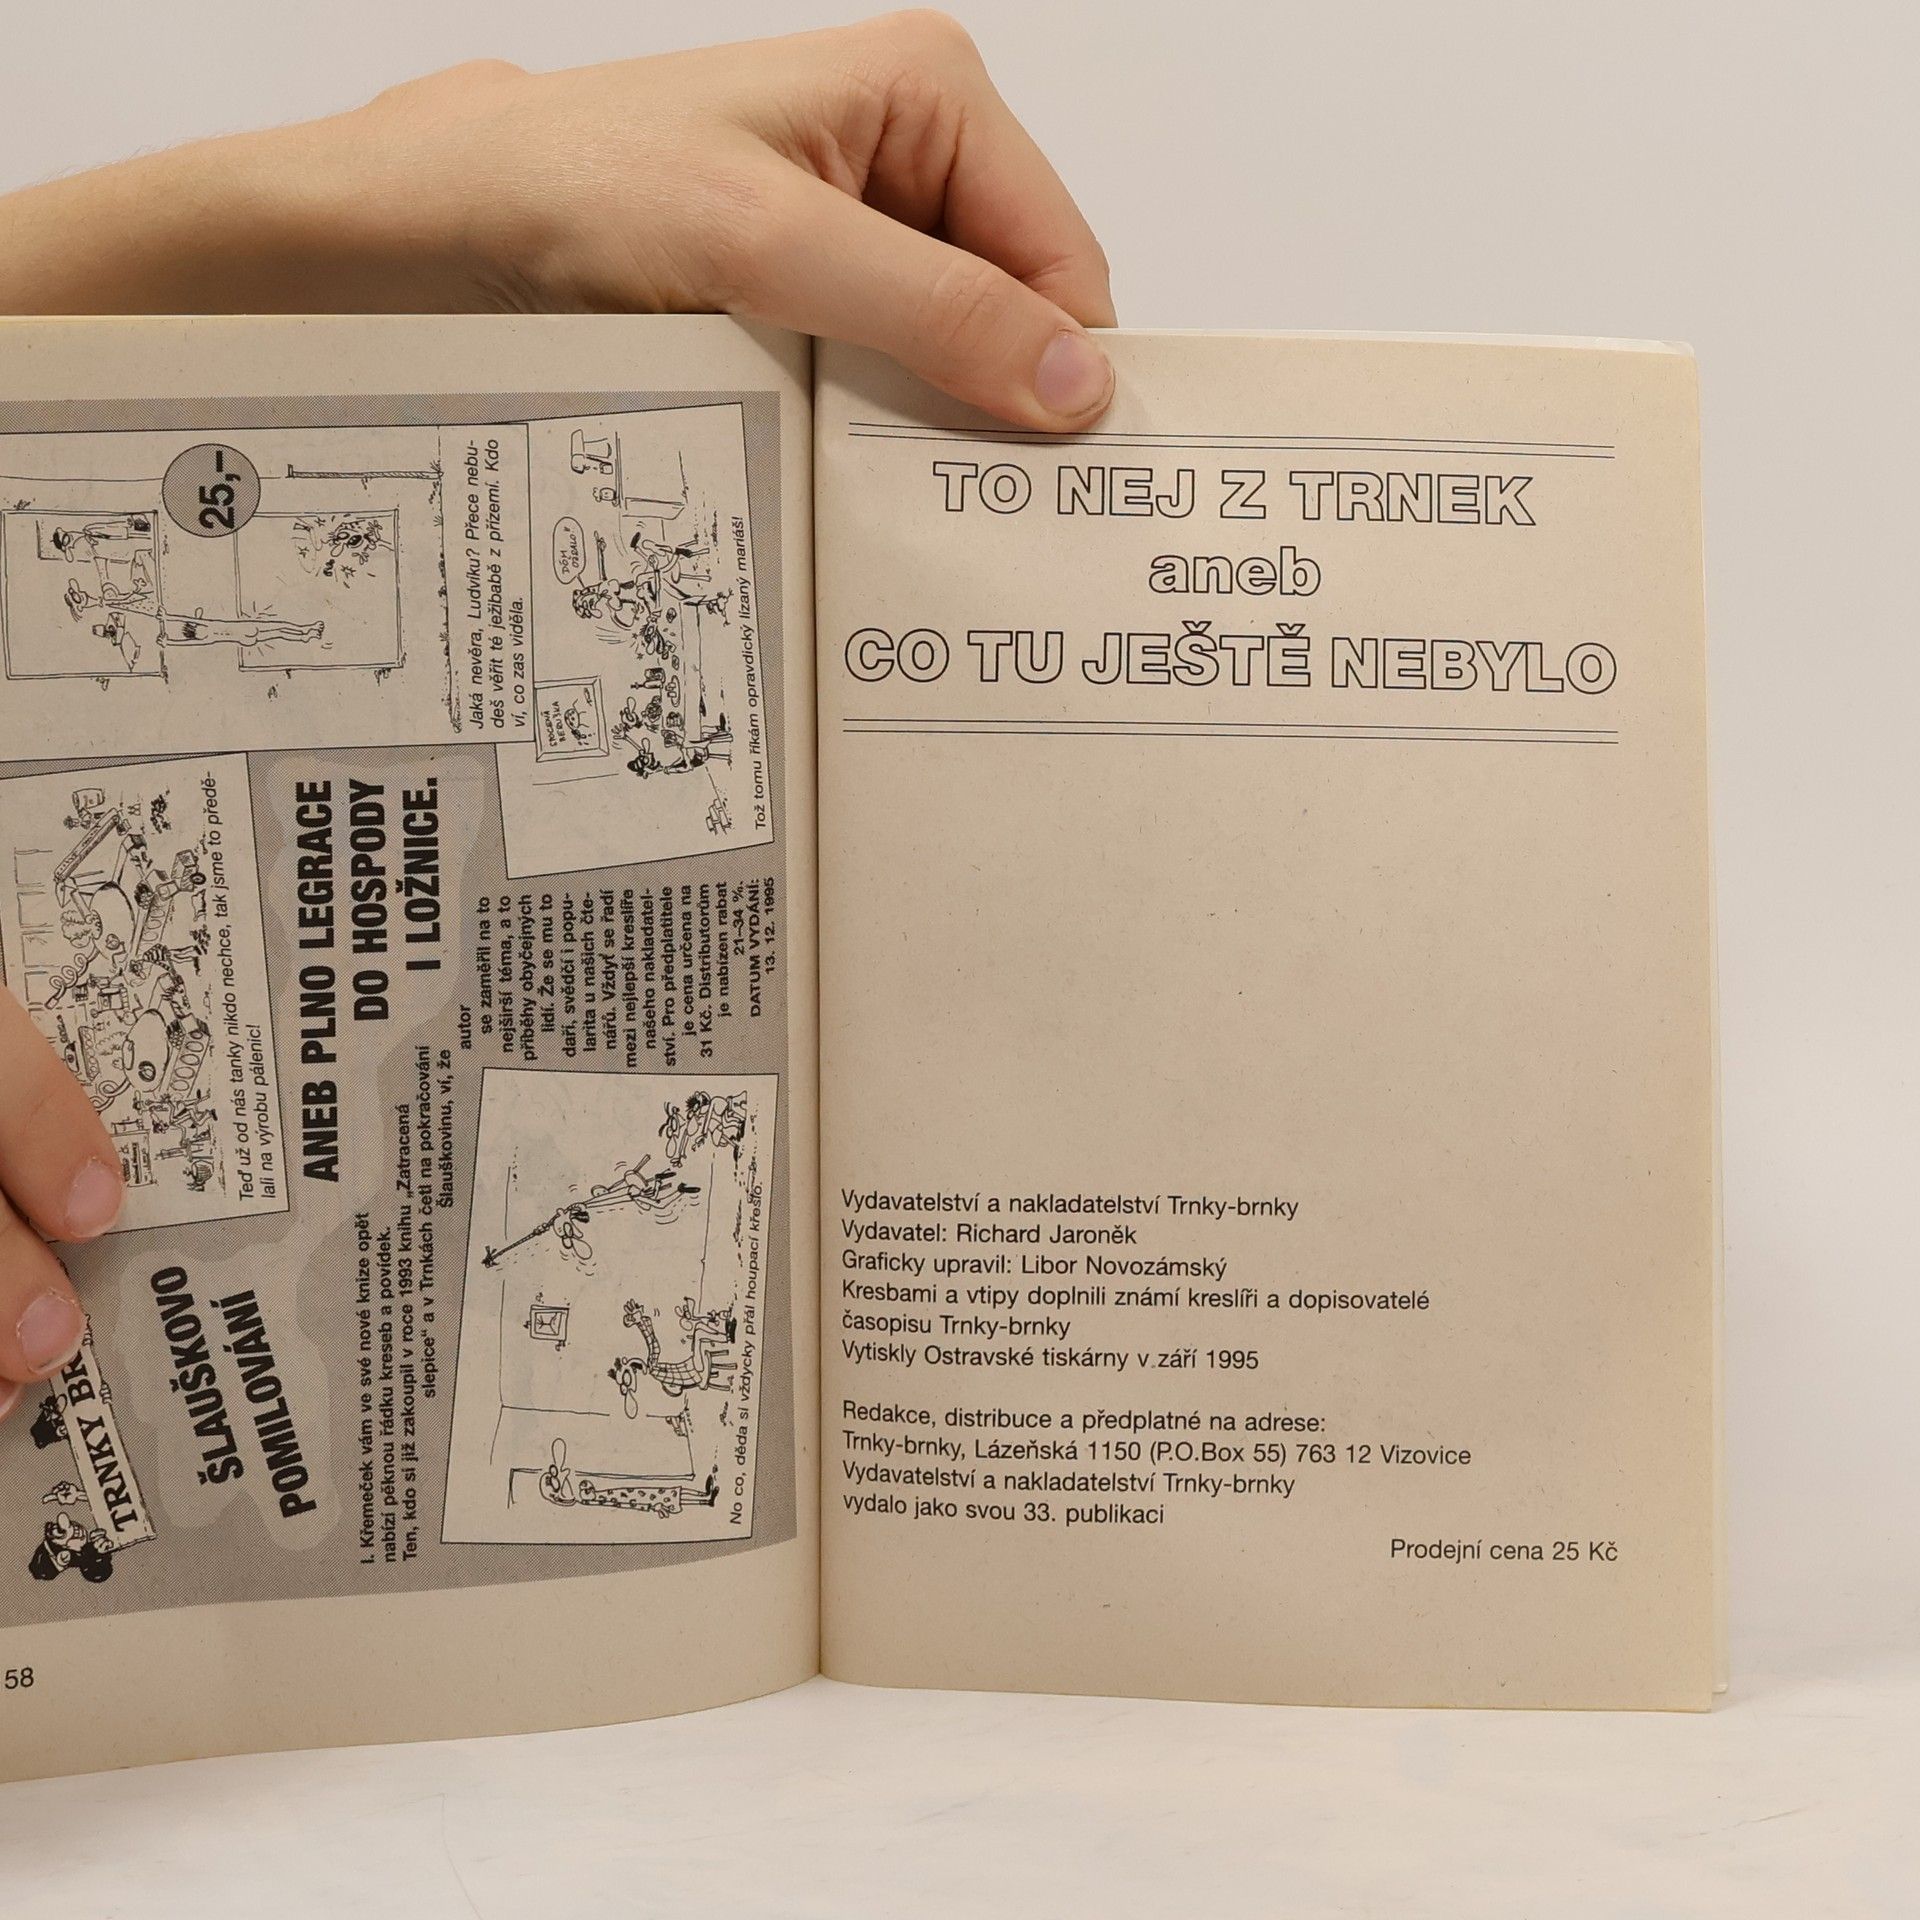 25,–
Jaká nevěra, Ludvíku? Přece nebu-
deš věřit té ježibabě z přízemí. Kdo
ví, co zas viděla.
DÓM
OŽRALO!
STOCENÁ
BERUŠKA
Tož tomu říkám opravdický lízaný mariáš!
Teď už od nás tanky nikdo nechce, tak jsme to předě-
lali na výrobu pálenic!
TRNKY BR
ŠLAUŠKOVO
POMILOVÁNÍ
ANEB PLNO LEGRACE
DO HOSPODY
I LOŽNICE.
I. Křemeček vám ve své nové knize opět
nabízí pěknou řádku kreseb a povídek.
Ten, kdo si již zakoupil v roce 1993 knihu „Zatracená
slepice“ a v Trnkách četl na pokračování
Šlauškovinu, ví, že
autor
se zaměřil na to
nejširší téma, a to
příběhy obyčejných
lidí. Že se mu to
daří, svědčí i popu-
larita u našich čte-
nářů. Vždyť se řadí
mezi nejlepší kreslíře
našeho nakladatel-
ství. Pro předplatitele
je cena určena na
31 Kč. Distributorům
je nabízen rabat
21–34 %.
DATUM VYDÁNÍ:
13. 12. 1995
No co, děda si vždycky přál houpací křeslo.
58
TO NEJ Z TRNEK
aneb
CO TU JEŠTĚ NEBYLO
Vydavatelství a nakladatelství Trnky-brnky
Vydavatel: Richard Jaroněk
Graficky upravil: Libor Novozámský
Kresbami a vtipy doplnili známí kreslíři a dopisovatelé
časopisu Trnky-brnky
Vytiskly Ostravské tiskárny v září 1995
Redakce, distribuce a předplatné na adrese:
Trnky-brnky, Lázeňská 1150 (P.O.Box 55) 763 12 Vizovice
Vydavatelství a nakladatelství Trnky-brnky
vydalo jako svou 33. publikaci
Prodejní cena 25 Kč